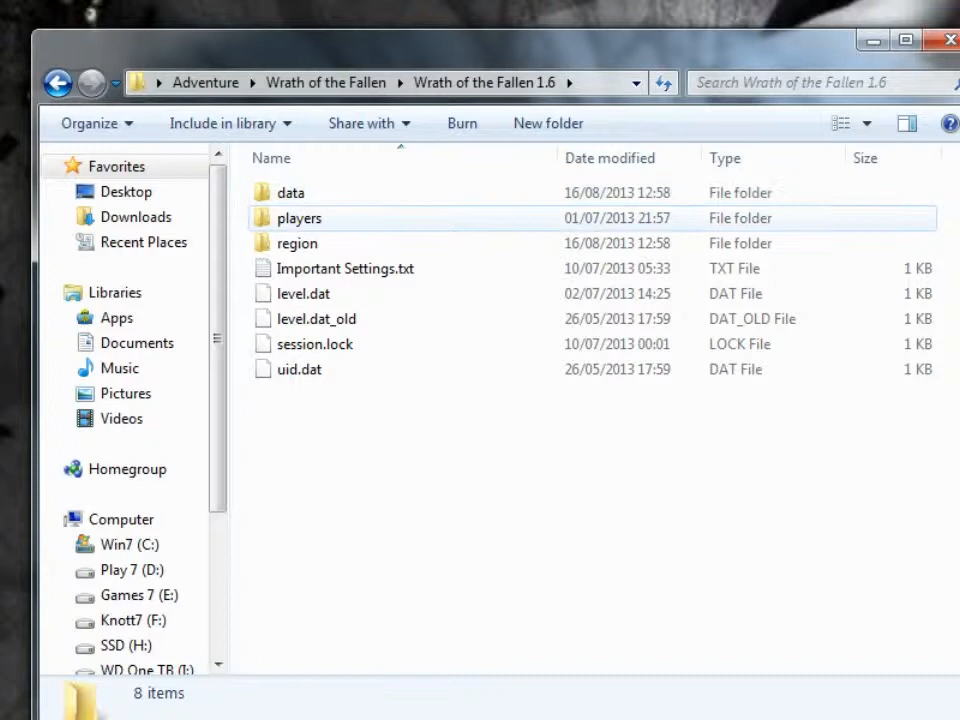 Adventure Wrath of the Fallen Wrath of the Fallen 1.6 Search Wrath of the Fallen 1.6
Organize Include in library Share with Burn New folder
Name Date modified Type Size
Favorites
Desktop
Downloads
Recent Places
Libraries
Apps
Documents
Music
Pictures
Videos
Homegroup
Computer
Win7 (C:)
Play 7 (D:)
Games 7 (E:)
Knott7 (F:)
SSD (H:)
WD One TB (I:)
data 16/08/2013 12:58 File folder
players 01/07/2013 21:57 File folder
region 16/08/2013 12:58 File folder
Important Settings.txt 10/07/2013 05:33 TXT File 1 KB
level.dat 02/07/2013 14:25 DAT File 1 KB
level.dat_old 26/05/2013 17:59 DAT_OLD File 1 KB
session.lock 10/07/2013 00:01 LOCK File 1 KB
uid.dat 26/05/2013 17:59 DAT File 1 KB
8 items